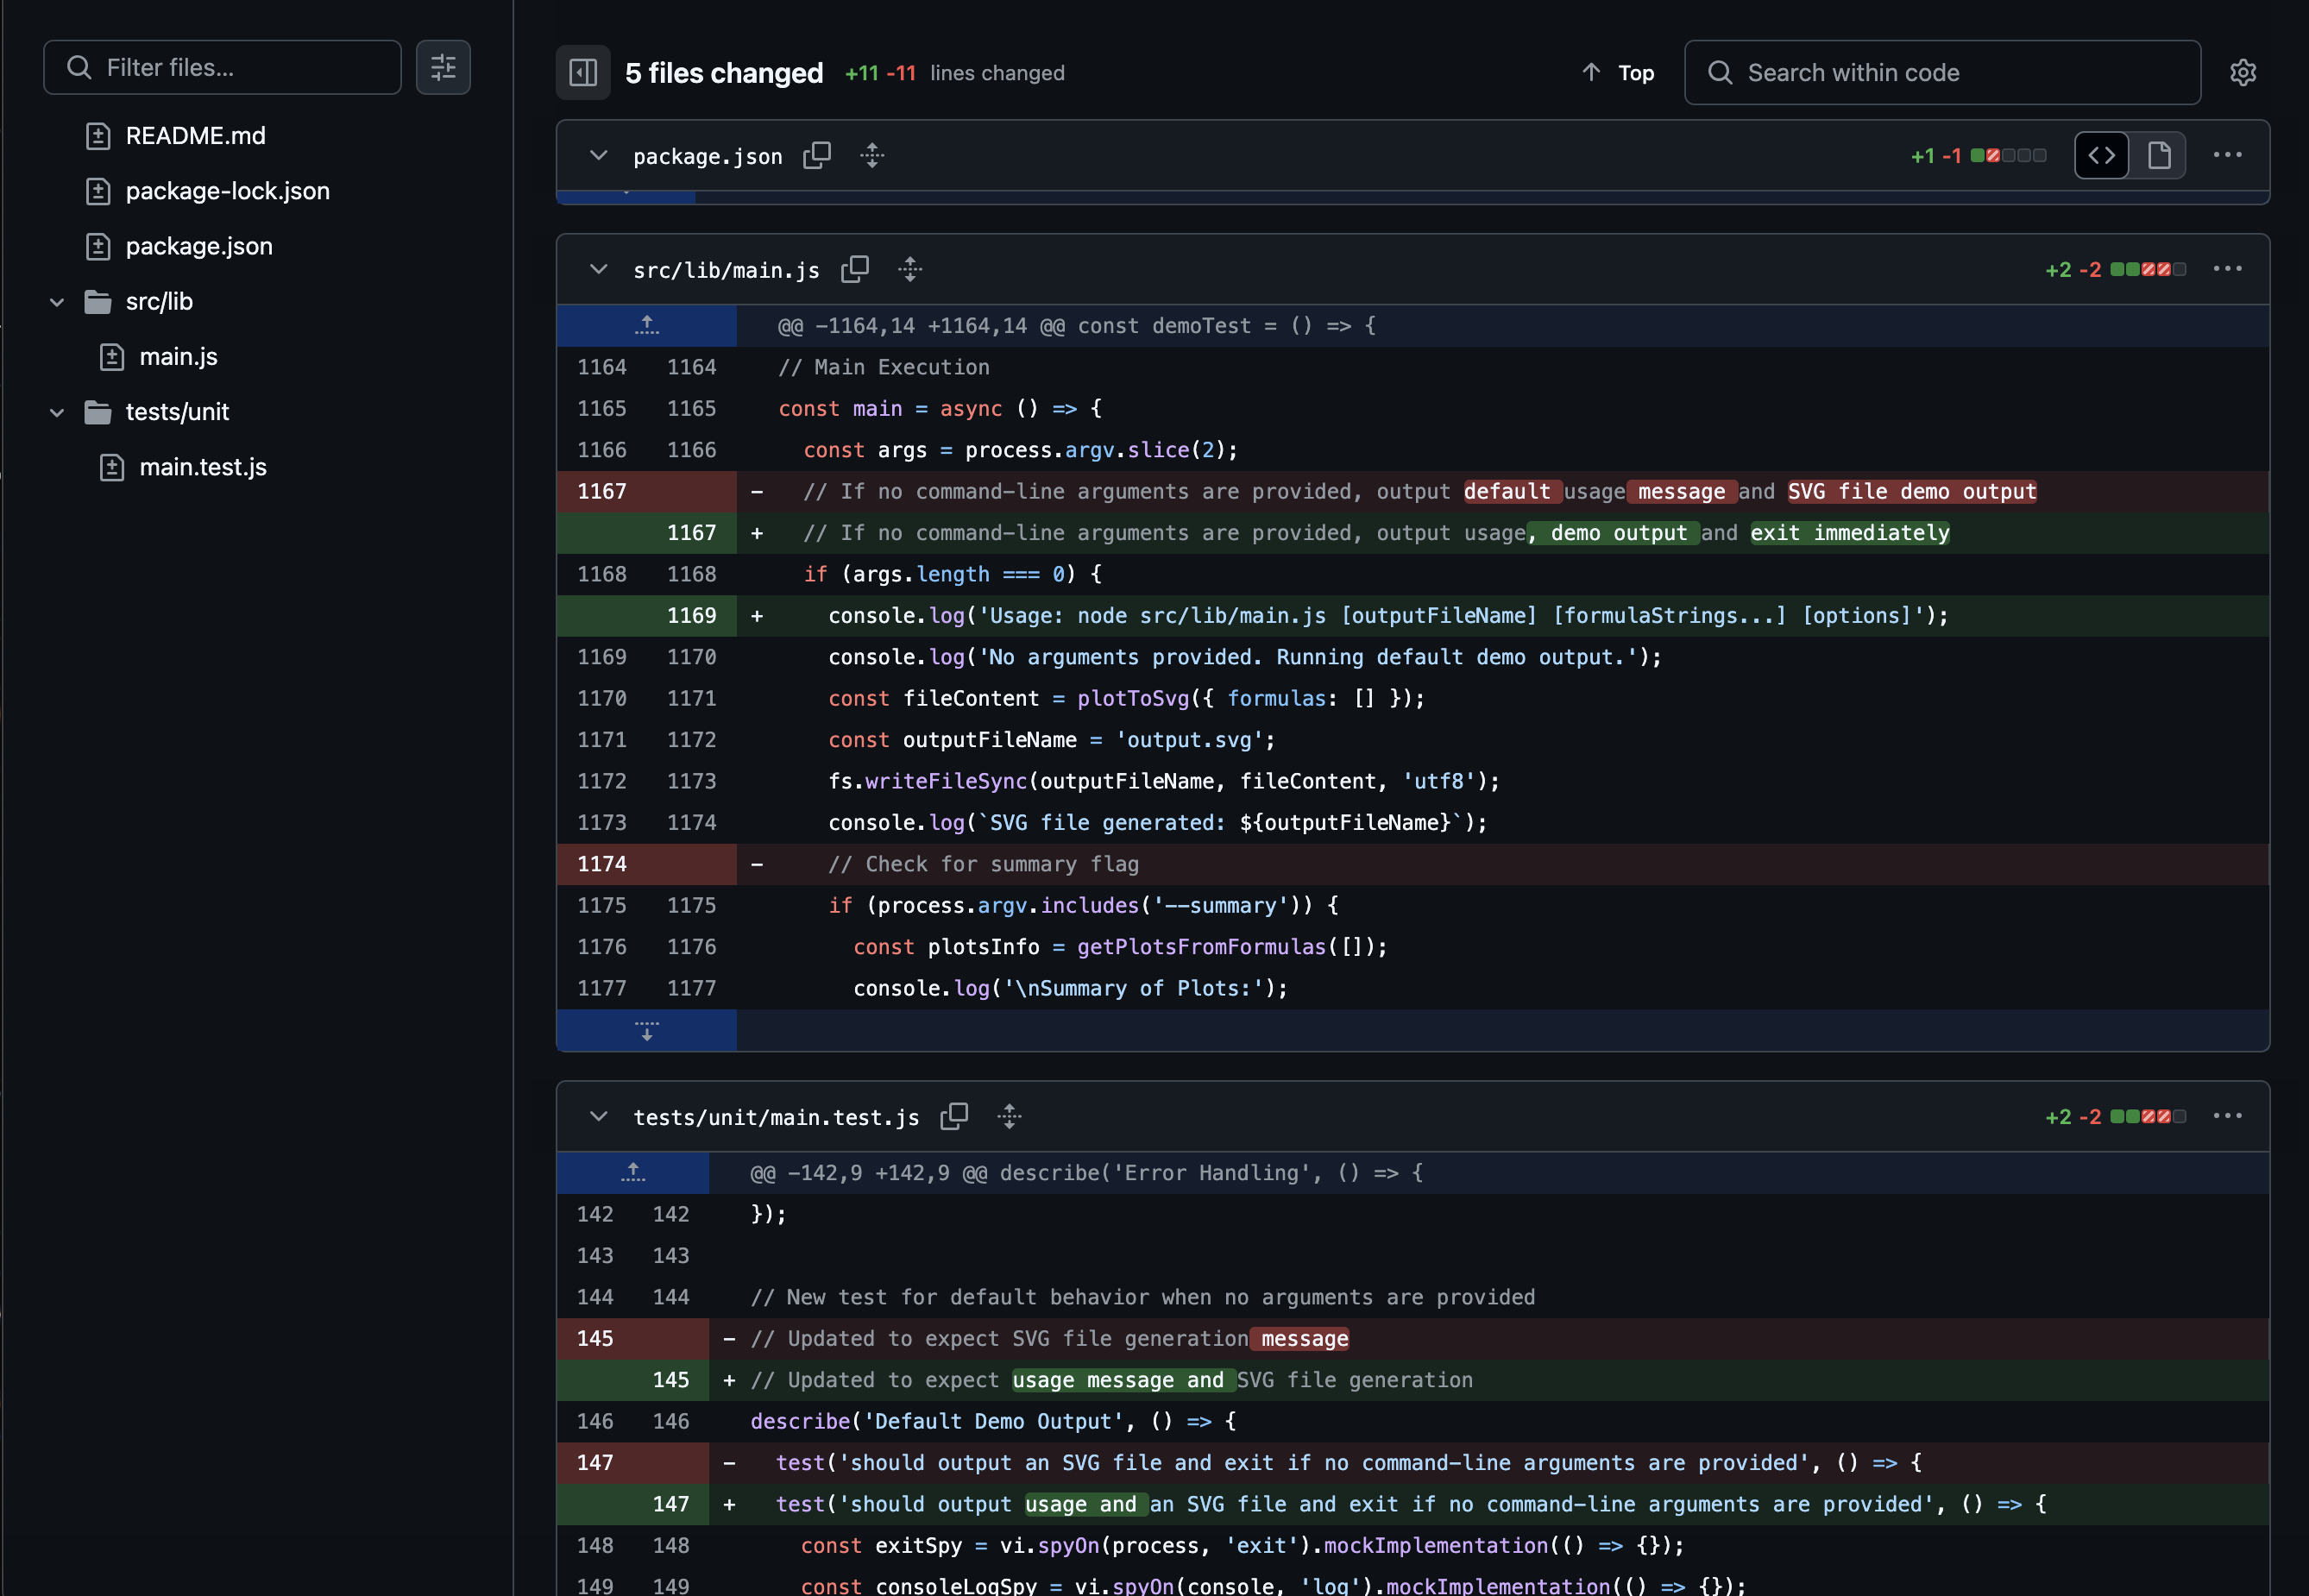 Filter files...
README.md
package-lock.json
package.json
src/lib
main.js
tests/unit
main.test.js
5 files changed +11 -11 lines changed
Top
Search within code
package.json +1 -1
src/lib/main.js +2 -2
@@ -1164,14 +1164,14 @@ const demoTest = () => {
1164 1164 // Main Execution
1165 1165 const main = async () => {
1166 1166 const args = process.argv.slice(2);
1167 - // If no command-line arguments are provided, output default usage message and SVG file demo output
1167 + // If no command-line arguments are provided, output usage, demo output and exit immediately
1168 1168 if (args.length === 0) {
1169 + console.log('Usage: node src/lib/main.js [outputFileName] [formulaStrings...] [options]');
1169 1170 console.log('No arguments provided. Running default demo output.');
1170 1171 const fileContent = plotToSvg({ formulas: [] });
1171 1172 const outputFileName = 'output.svg';
1172 1173 fs.writeFileSync(outputFileName, fileContent, 'utf8');
1173 1174 console.log(`SVG file generated: ${outputFileName}`);
1174 - // Check for summary flag
1175 1175 if (process.argv.includes('--summary')) {
1176 1176 const plotsInfo = getPlotsFromFormulas([]);
1177 1177 console.log('\nSummary of Plots:');
tests/unit/main.test.js +2 -2
@@ -142,9 +142,9 @@ describe('Error Handling', () => {
142 142 });
143 143
144 144 // New test for default behavior when no arguments are provided
145 - // Updated to expect SVG file generation message
145 + // Updated to expect usage message and SVG file generation
146 146 describe('Default Demo Output', () => {
147 - test('should output an SVG file and exit if no command-line arguments are provided', () => {
147 + test('should output usage and an SVG file and exit if no command-line arguments are provided', () => {
148 148 const exitSpy = vi.spyOn(process, 'exit').mockImplementation(() => {});
149 149 const consoleLogSpy = vi.spyOn(console, 'log').mockImplementation(() => {});